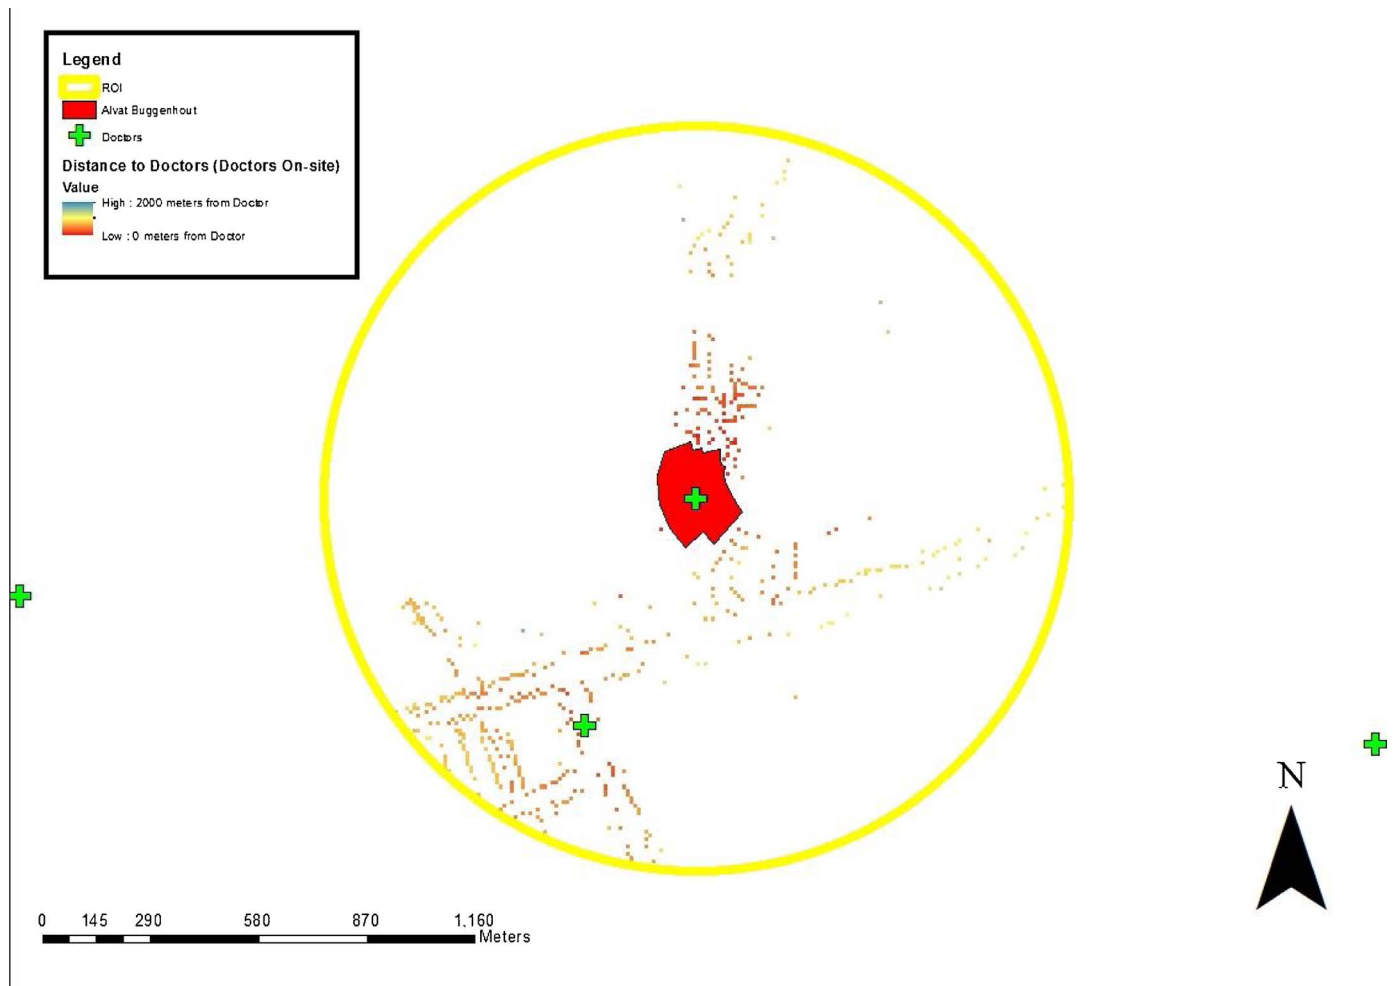 Legend
ROI
Alvat Buggenhout
Doctors
Distance to Doctors (Doctors On-site)
Value
High : 2000 meters from Doctor
Low : 0 meters from Doctor
N
0 145 290 580 870 1,160
Meters